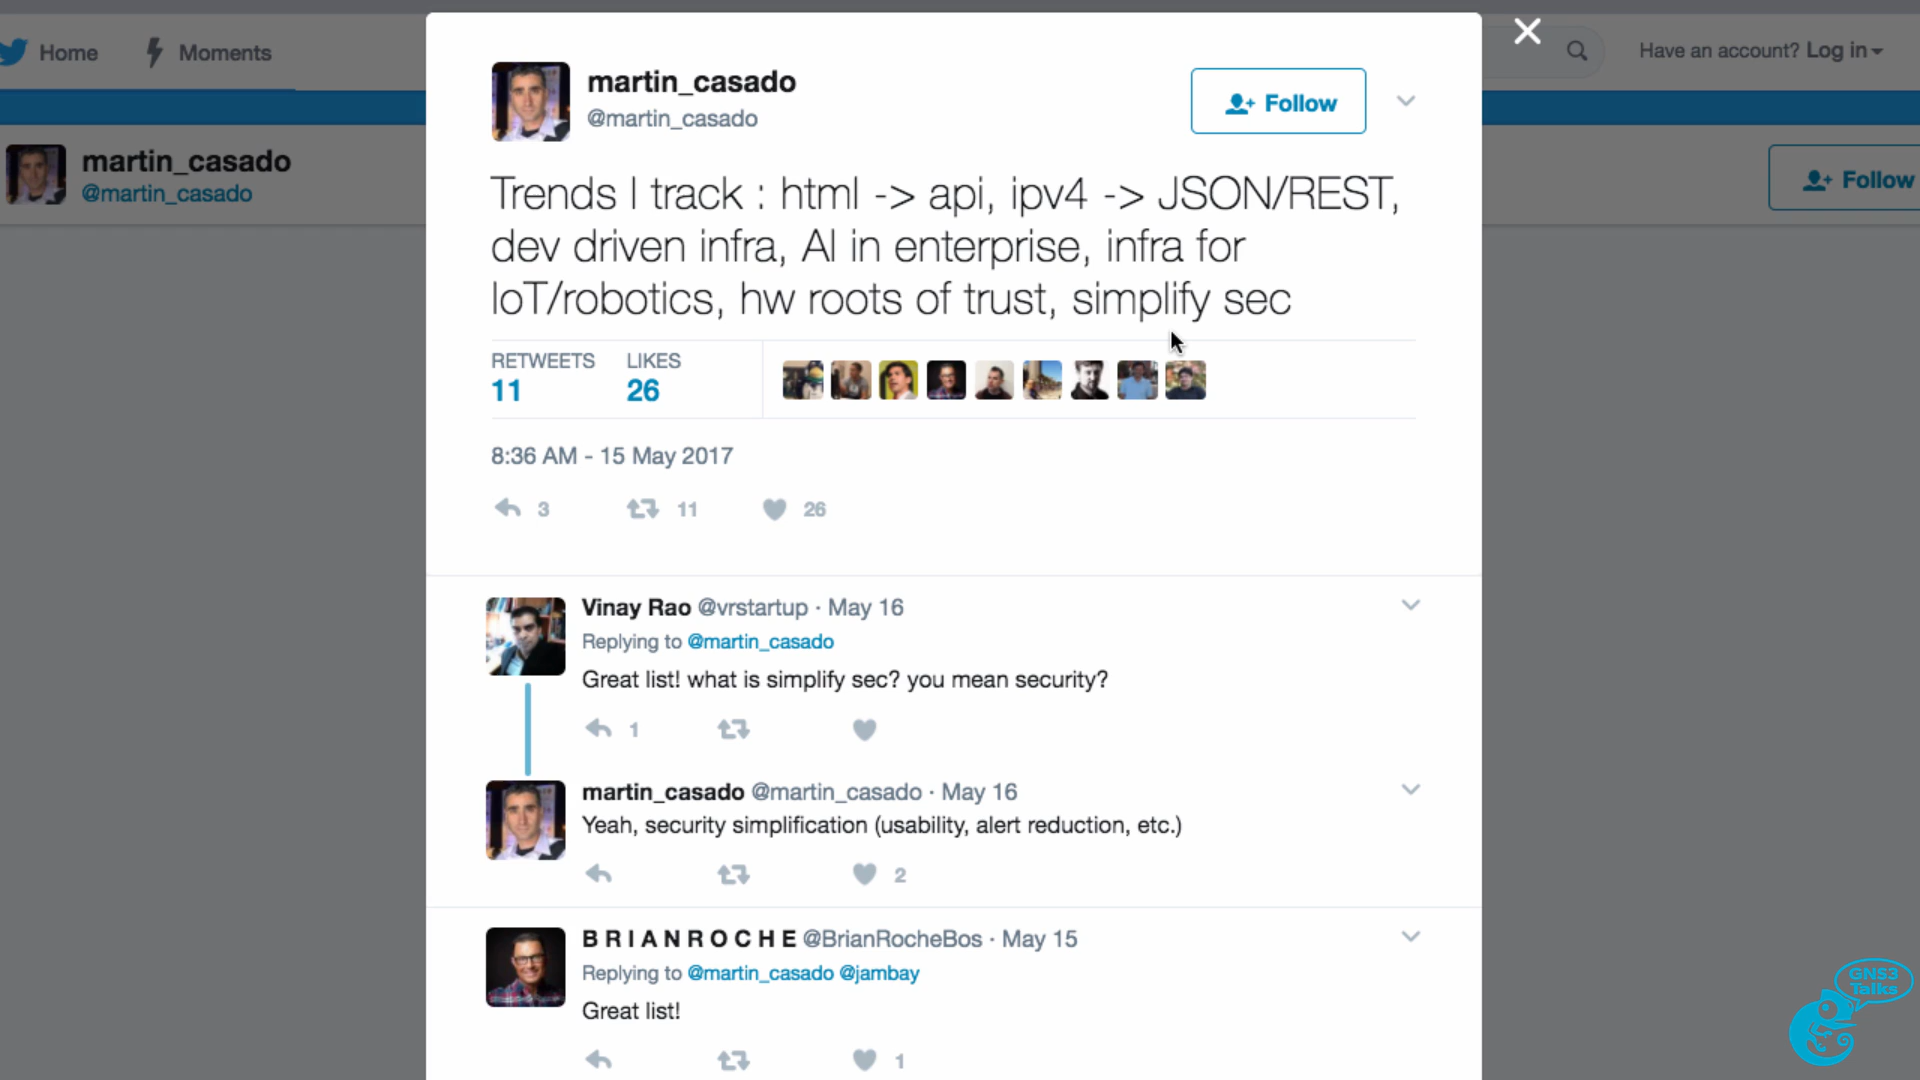 Home
Moments
Have an account? Log in
martin_casado
@martin_casado
Follow
martin_casado
@martin_casado
Follow
Trends I track : html -> api, ipv4 -> JSON/REST,
dev driven infra, AI in enterprise, infra for
IoT/robotics, hw roots of trust, simplify sec
RETWEETS LIKES
11 26
8:36 AM - 15 May 2017
3 11 26
Vinay Rao @vrstartup · May 16
Replying to @martin_casado
Great list! what is simplify sec? you mean security?
1
martin_casado @martin_casado · May 16
Yeah, security simplification (usability, alert reduction, etc.)
2
B R I A N R O C H E @BrianRocheBos · May 15
Replying to @martin_casado @jambay
Great list!
1
GNS3
Talks